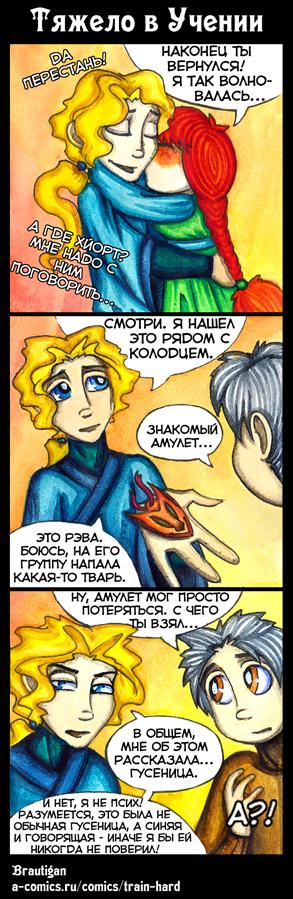 Тяжело в Учении
ДА
ПЕРЕСТАНЬ!
НАКОНЕЦ ТЫ
ВЕРНУЛСЯ!
Я ТАК ВОЛНО-
ВАЛАСЬ...
А ГДЕ ХЙОРТ?
МНЕ НАДО С
НИМ
ПОГОВОРИТЬ...
СМОТРИ. Я НАШЕЛ
ЭТО РЯДОМ С
КОЛОДЦЕМ.
ЗНАКОМЫЙ
АМУЛЕТ...
ЭТО РЭВА.
БОЮСЬ, НА ЕГО
ГРУППУ НАПАЛА
КАКАЯ-ТО ТВАРЬ.
НУ, АМУЛЕТ МОГ ПРОСТО
ПОТЕРЯТЬСЯ. С ЧЕГО
ТЫ ВЗЯЛ...
В ОБЩЕМ,
МНЕ ОБ ЭТОМ
РАССКАЗАЛА...
ГУСЕНИЦА.
А?!
И НЕТ, Я НЕ ПСИХ!
РАЗУМЕЕТСЯ, ЭТО БЫЛА НЕ
ОБЫЧНАЯ ГУСЕНИЦА, А СИНЯЯ
И ГОВОРЯЩАЯ - ИНАЧЕ Я БЫ ЕЙ
НИКОГДА НЕ ПОВЕРИЛ!
Brautigan
a-comics.ru/comics/train-hard